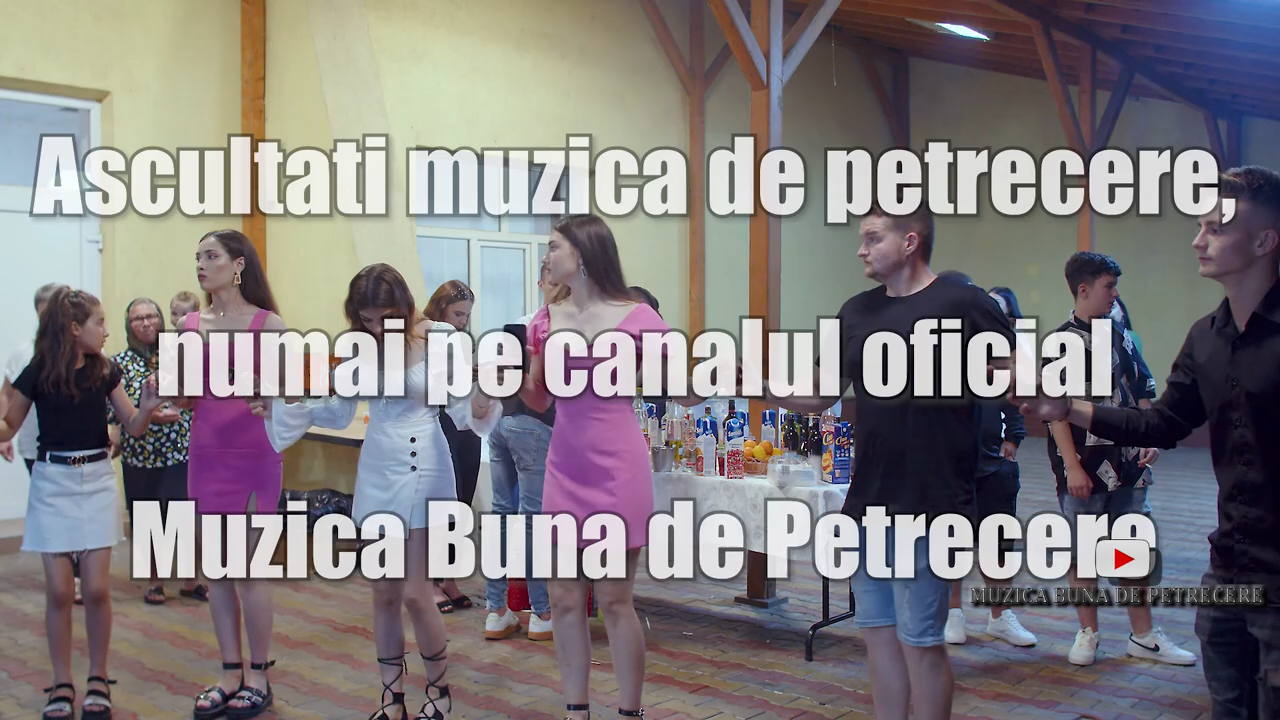 Ascultati muzica de petrecere,
numai pe canalul oficial
Muzica Buna de Petrecere
MUZICA BUNA DE PETRECERE